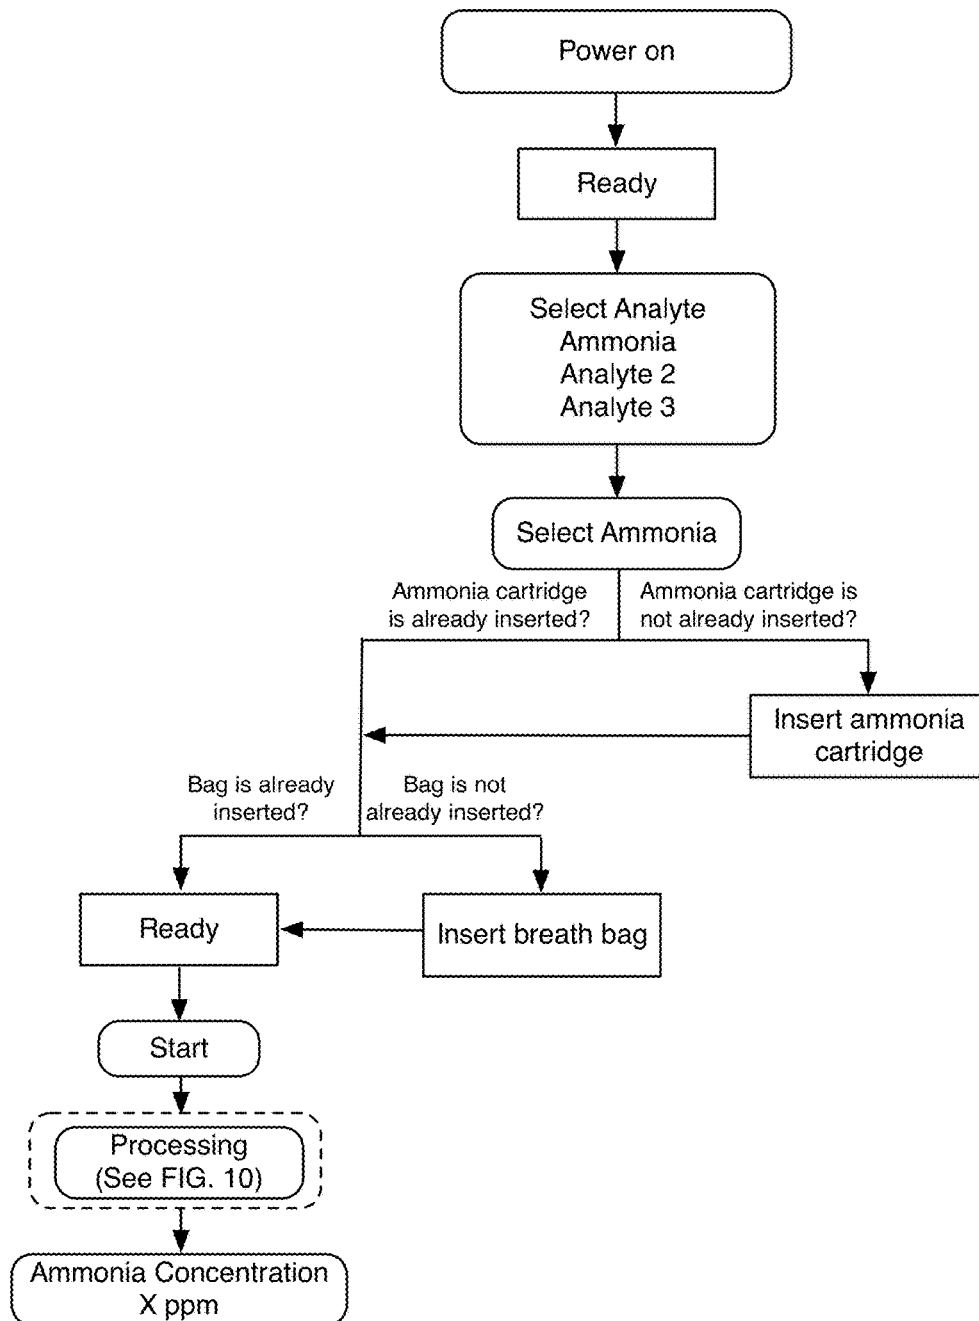 Power on
Ready
Select Analyte
Ammonia
Analyte 2
Analyte 3
Select Ammonia
Ammonia cartridge
is already inserted?
Ammonia cartridge is
not already inserted?
Insert ammonia
cartridge
Bag is already
inserted?
Bag is not
already inserted?
Ready
Insert breath bag
Start
Processing
(See FIG. 10)
Ammonia Concentration
X ppm